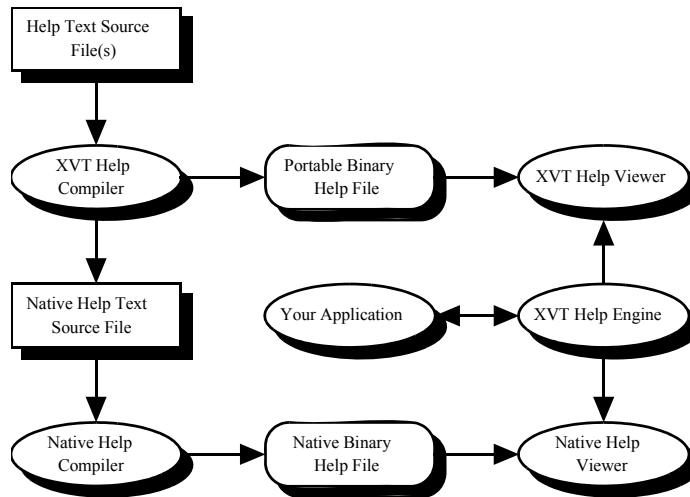 Help Text Source
File(s)
XVT Help
Compiler
Portable Binary
Help File
XVT Help Viewer
Native Help Text
Source File
Your Application
XVT Help Engine
Native Help
Compiler
Native Binary
Help File
Native Help
Viewer